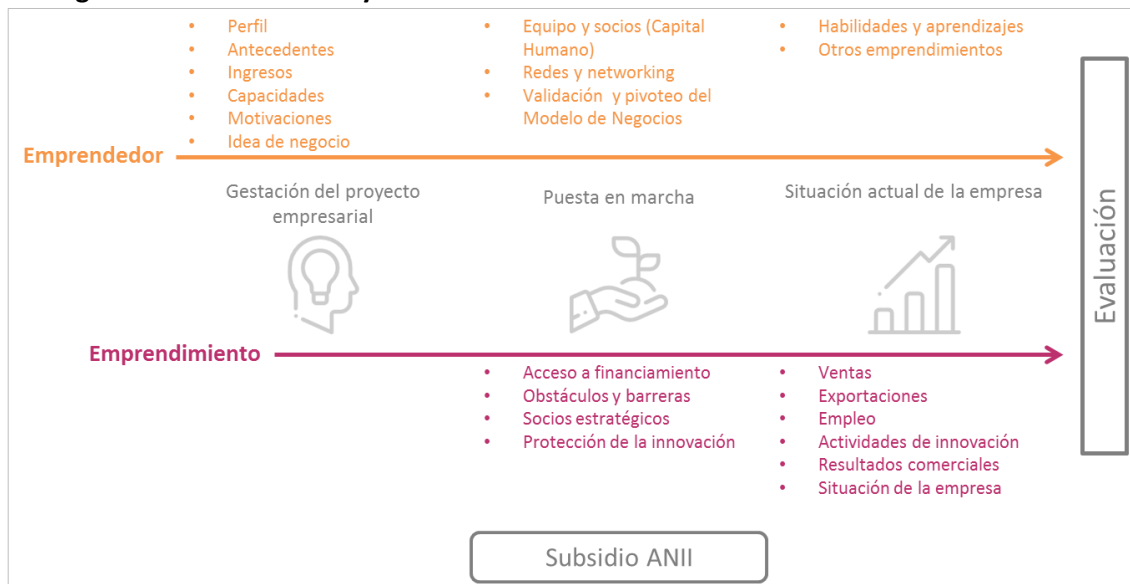 • Perfil
• Antecedentes
• Ingresos
• Capacidades
• Motivaciones
• Idea de negocio
• Equipo y socios (Capital
Humano)
• Redes y networking
• Validación y pivoteo del
Modelo de Negocios
• Habilidades y aprendizajes
• Otros emprendimientos
Emprendedor
Gestación del proyecto
empresarial
Puesta en marcha
Situación actual de la empresa
Evaluación
Emprendimiento
• Acceso a financiamiento
• Obstáculos y barreras
• Socios estratégicos
• Protección de la innovación
• Ventas
• Exportaciones
• Empleo
• Actividades de innovación
• Resultados comerciales
• Situación de la empresa
Subsidio ANII